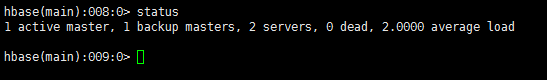 hbase(main):008:0> status
1 active master, 1 backup masters, 2 servers, 0 dead, 2.0000 average load
hbase(main):009:0>